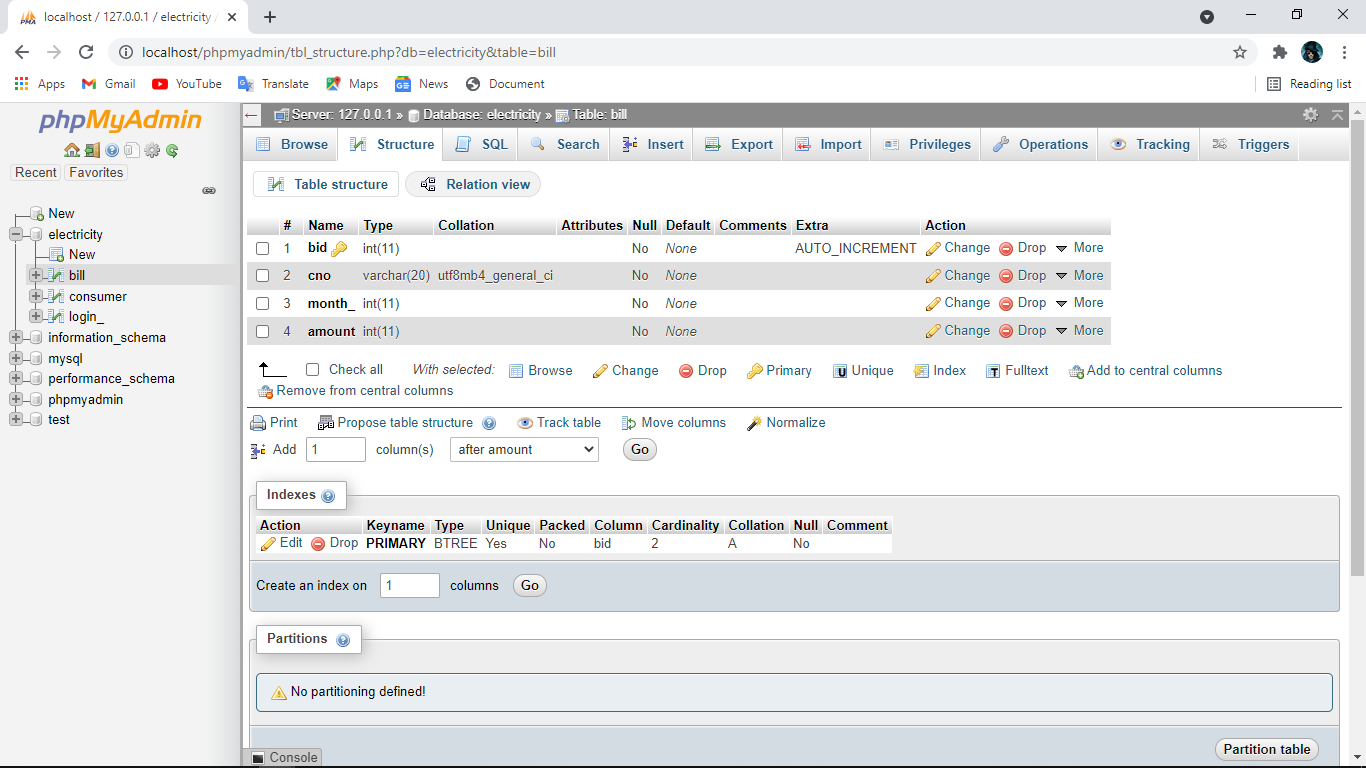 localhost / 127.0.0.1 / electricity /
localhost/phpmyadmin/tbl_structure.php?db=electricity&table=bill
Apps Gmail YouTube Translate Maps News Document Reading list
phpMyAdmin
Recent Favorites
New
electricity
New
bill
consumer
login_
information_schema
mysql
performance_schema
phpmyadmin
test
Server: 127.0.0.1 » Database: electricity » Table: bill
Browse Structure SQL Search Insert Export Import Privileges Operations Tracking Triggers
Table structure Relation view
# Name Type Collation Attributes Null Default Comments Extra Action
1 bid int(11) No None AUTO_INCREMENT Change Drop More
2 cno varchar(20) utf8mb4_general_ci No None Change Drop More
3 month_ int(11) No None Change Drop More
4 amount int(11) No None Change Drop More
Check all With selected: Browse Change Drop Primary Unique Index Fulltext Add to central columns
Remove from central columns
Print Propose table structure Track table Move columns Normalize
Add 1 column(s) after amount Go
Indexes
Action Keyname Type Unique Packed Column Cardinality Collation Null Comment
Edit Drop PRIMARY BTREE Yes No bid 2 A No
Create an index on 1 columns Go
Partitions
No partitioning defined!
Partition table
Console